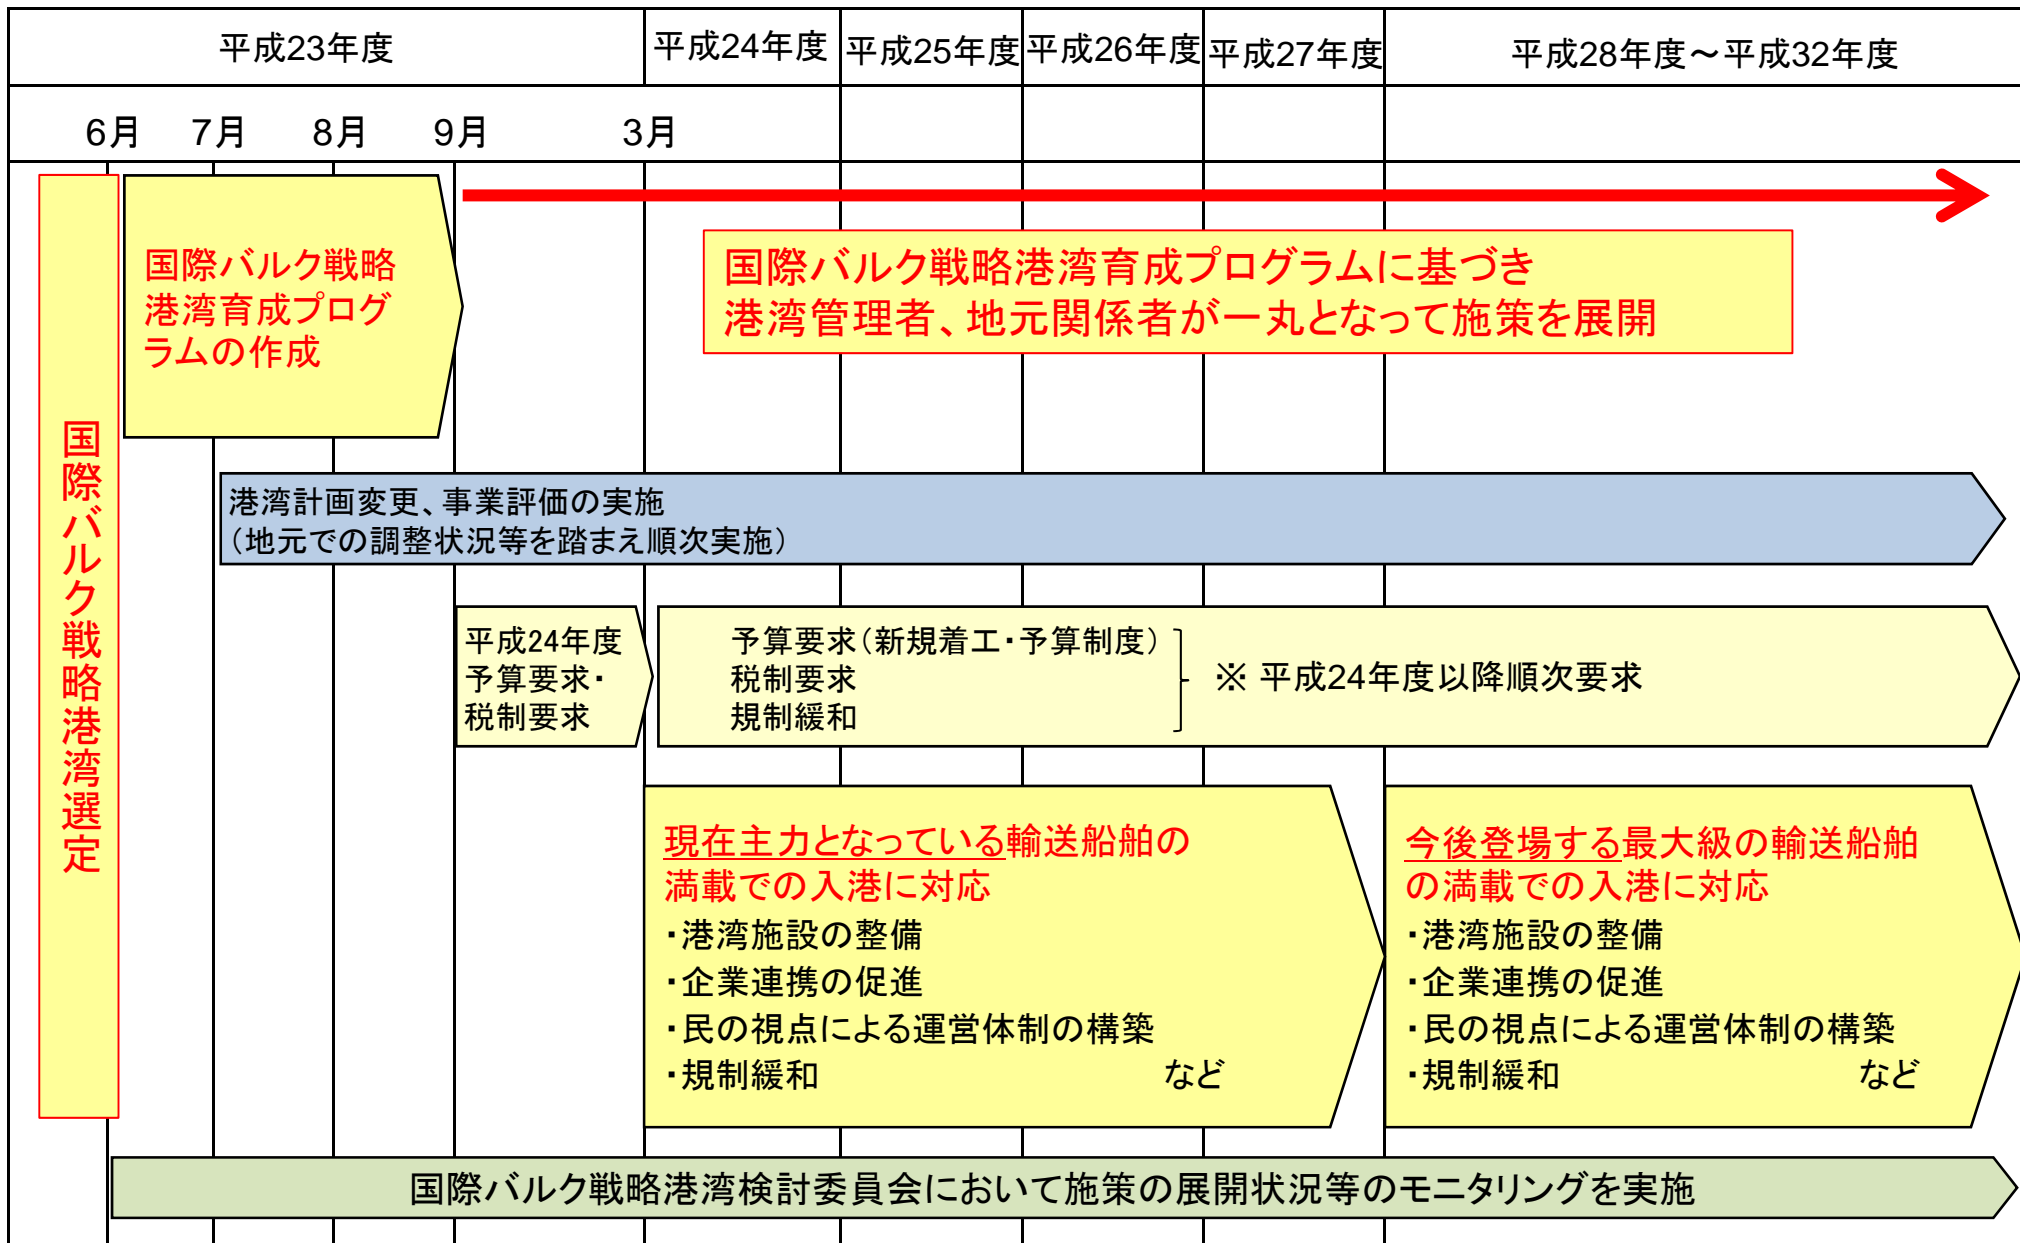 平成23年度
平成24年度
平成25年度
平成26年度
平成27年度
平成28年度～平成32年度
6月
7月
8月
9月
3月
国際バルク戦略港湾選定
国際バルク戦略
港湾育成プログ
ラムの作成
国際バルク戦略港湾育成プログラムに基づき
港湾管理者、地元関係者が一丸となって施策を展開
港湾計画変更、事業評価の実施
（地元での調整状況等を踏まえ順次実施）
平成24年度
予算要求・
税制要求
予算要求（新規着工・予算制度）
税制要求
規制緩和
※ 平成24年度以降順次要求
現在主力となっている輸送船舶の
満載での入港に対応
・港湾施設の整備
・企業連携の促進
・民の視点による運営体制の構築
・規制緩和 など
今後登場する最大級の輸送船舶
の満載での入港に対応
・港湾施設の整備
・企業連携の促進
・民の視点による運営体制の構築
・規制緩和 など
国際バルク戦略港湾検討委員会において施策の展開状況等のモニタリングを実施